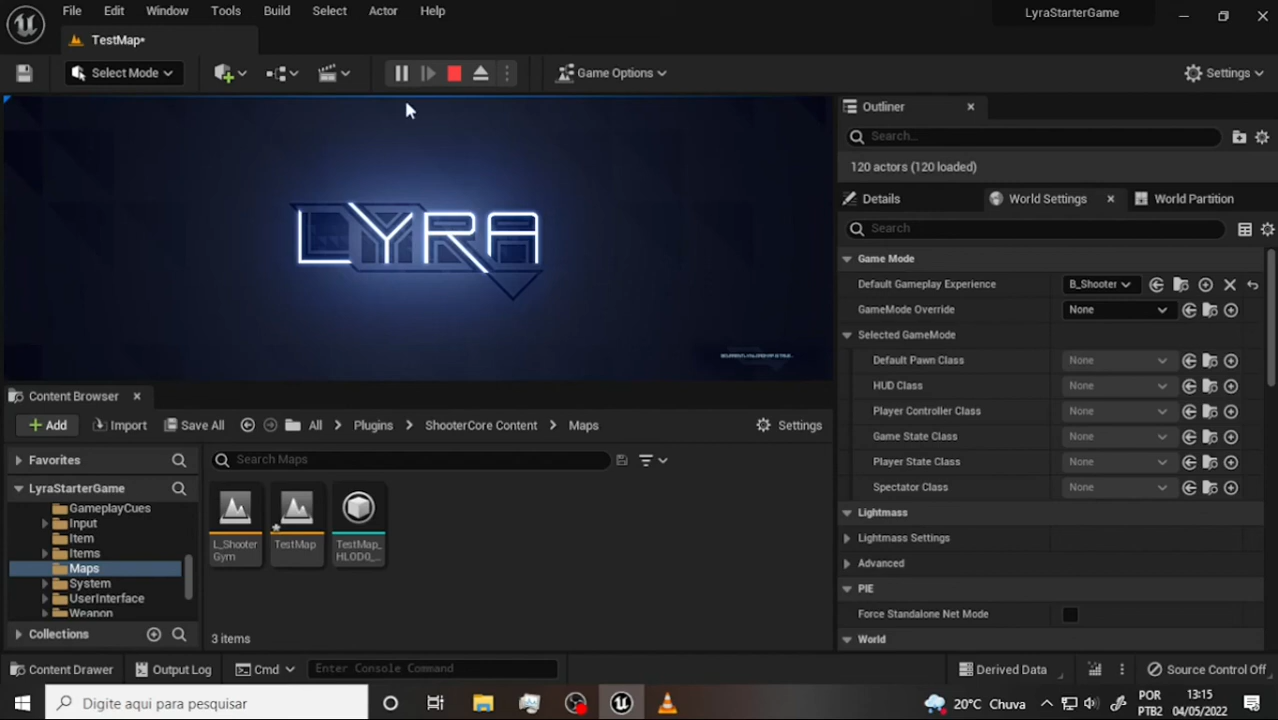 File Edit Window Tools Build Select Actor Help LyraStarterGame
TestMap•
Select Mode Game Options Settings
LYRA
Outliner
Search...
120 actors (120 loaded)
Details World Settings World Partition
Search
Game Mode
Default Gameplay Experience B_Shooter
GameMode Override None
Selected GameMode
Default Pawn Class None
HUD Class None
Player Controller Class None
Game State Class None
Player State Class None
Spectator Class None
Lightmass
Lightmass Settings
Advanced
PIE
Force Standalone Net Mode
World
Content Browser
Add Import Save All All Plugins ShooterCore Content Maps Settings
Favorites
Search Maps
LyraStarterGame
GameplayCues
Input
Item
Items
Maps
System
UserInterface
Weapon
Collections
L_Shooter
Gym
TestMap
TestMap_
HLOD0_...
3 items
Content Drawer Output Log Cmd Enter Console Command Derived Data Source Control Off
Digite aqui para pesquisar
20°C Chuva
POR
PTB2
13:15
04/05/2022